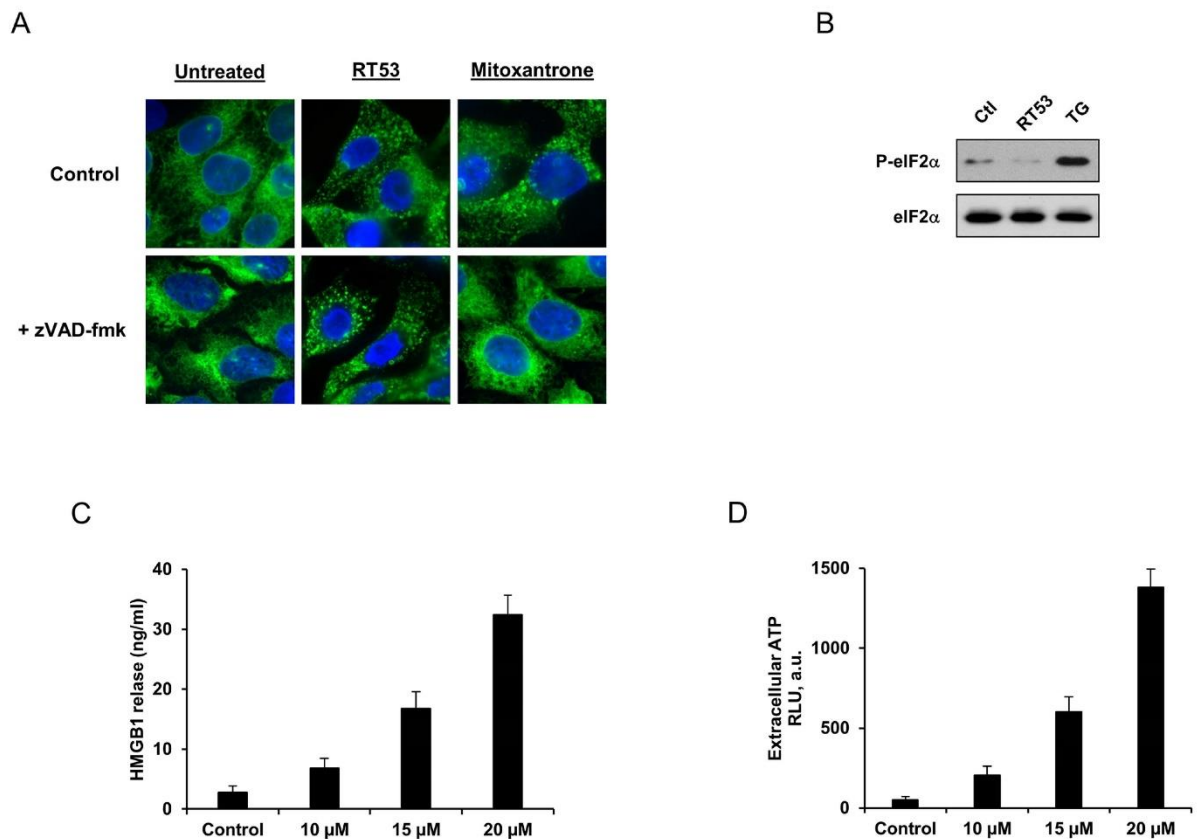 A
B
Untreated RT53 Mitoxantrone
Control
+ zVAD-fmk
Ctl RT53 TG
P-eIF2α
eIF2α
C
HMGB1 relase (ng/ml)
40
30
20
10
0
Control 10 µM 15 µM 20 µM
D
Extracellular ATP
RLU, a.u.
1500
1000
500
0
Control 10 µM 15 µM 20 µM